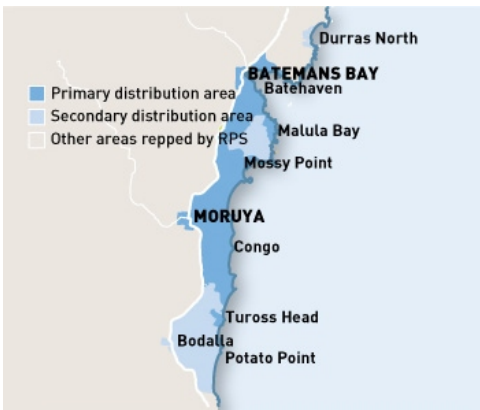 Durras North
BATEMANS BAY
Batehaven
Primary distribution area
Secondary distribution area
Other areas repped by RPS
Malula Bay
Mossy Point
MORUYA
Congo
Tuross Head
Bodalla
Potato Point